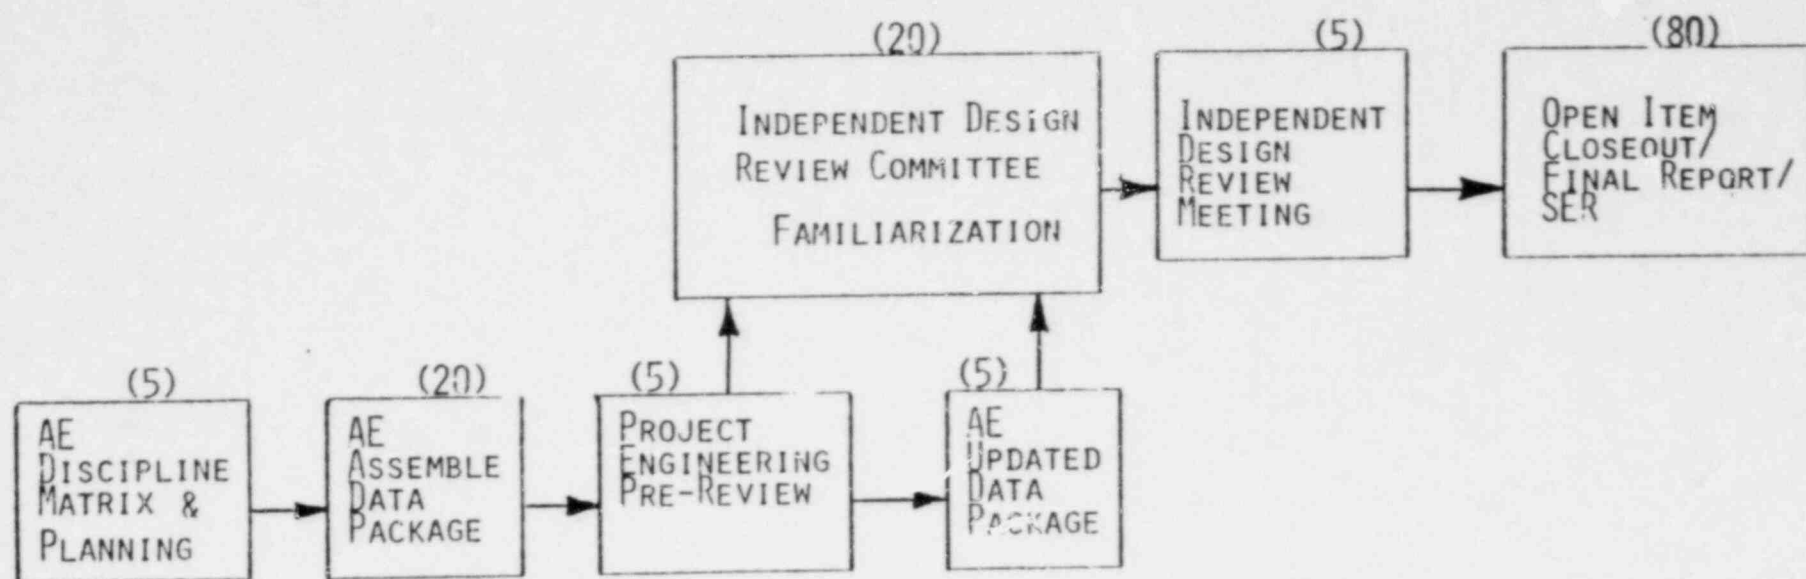 (20)
INDEPENDENT DESIGN
REVIEW COMMITTEE
FAMILIARIZATION
(5)
INDEPENDENT
DESIGN
REVIEW
MEETING
(80)
OPEN ITEM
CLOSEOUT/
FINAL REPORT/
SER
(5)
AE
DISCIPLINE
MATRIX &
PLANNING
(20)
AE
ASSEMBLE
DATA
PACKAGE
(5)
PROJECT
ENGINEERING
PRE-REVIEW
(5)
AE
UPDATED
DATA
PACKAGE